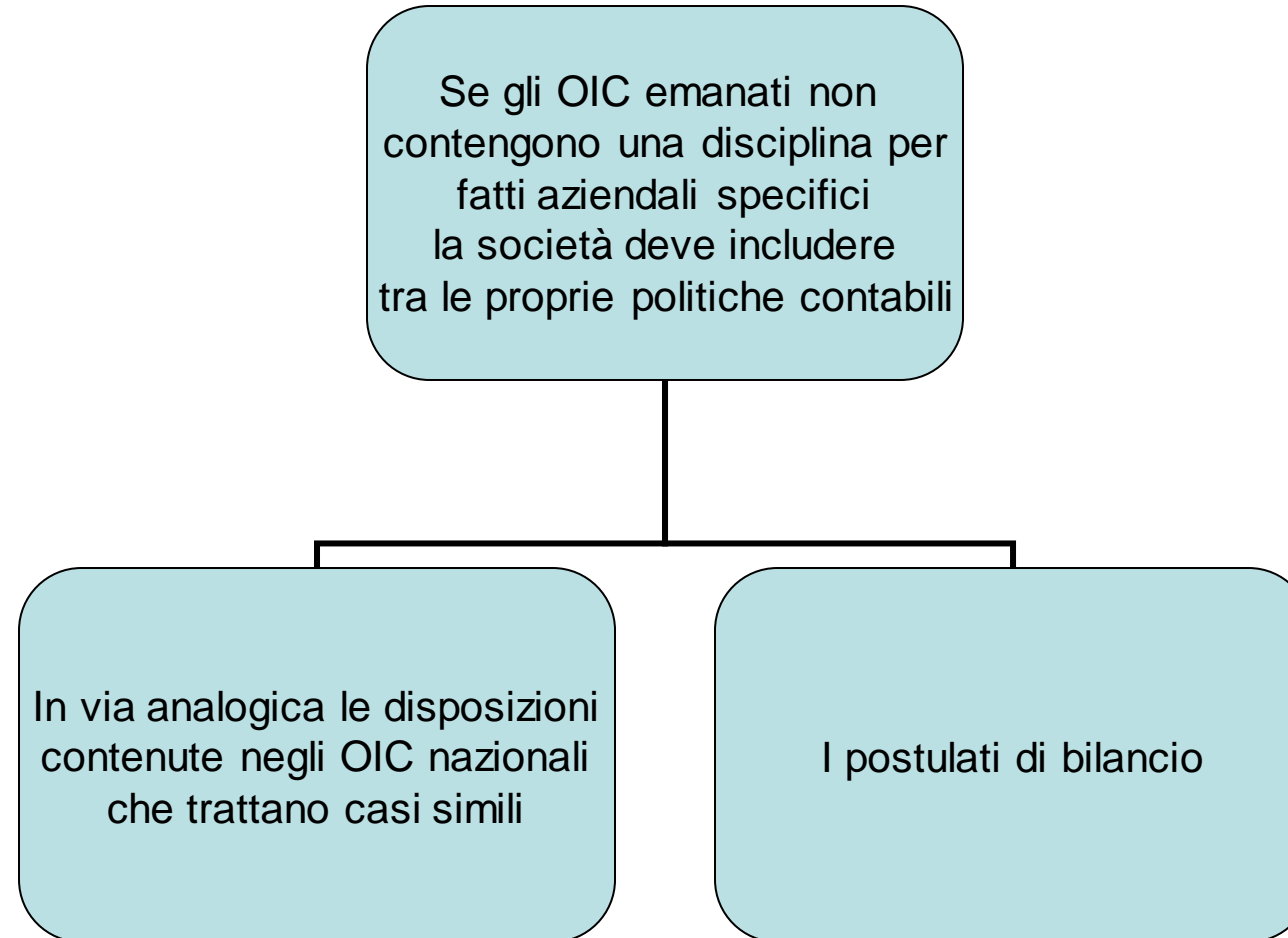 Se gli OIC emanati non
contengono una disciplina per
fatti aziendali specifici
la società deve includere
tra le proprie politiche contabili
In via analogica le disposizioni
contenute negli OIC nazionali
che trattano casi simili
I postulati di bilancio